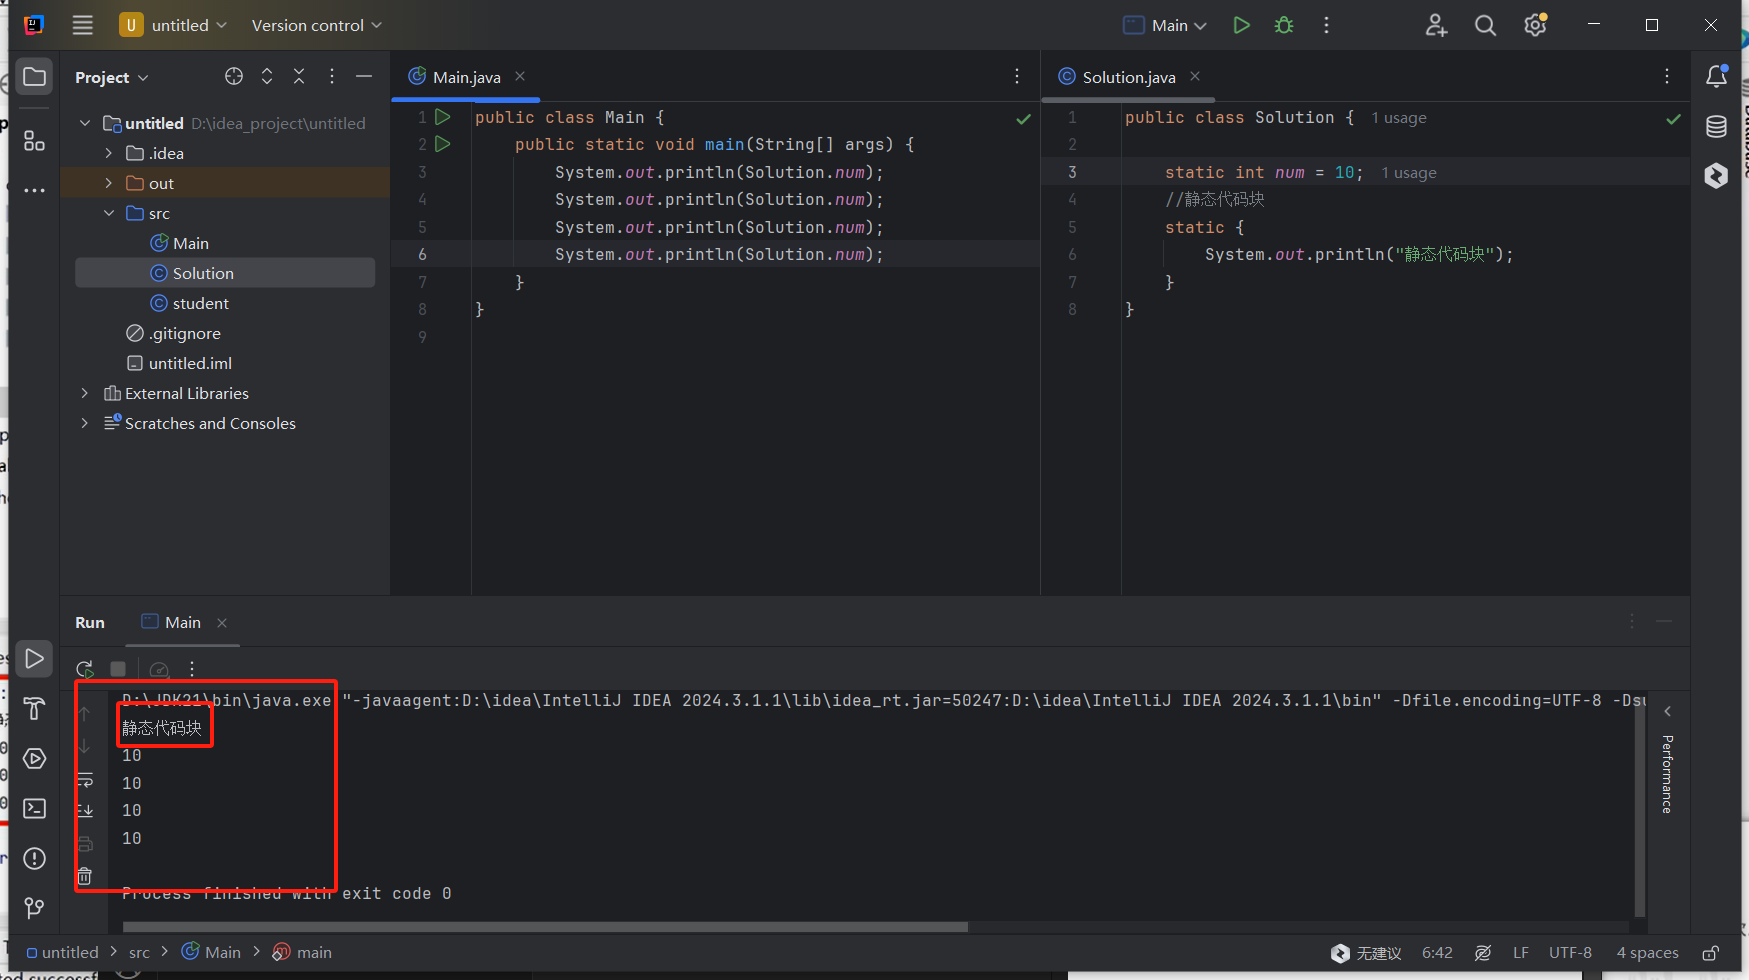 U untitled Version control Main
Project
untitled D:\idea_project\untitled
.idea
out
src
Main
Solution
student
.gitignore
untitled.iml
External Libraries
Scratches and Consoles
Main.java
1 public class Main {
2 public static void main(String[] args) {
3 System.out.println(Solution.num);
4 System.out.println(Solution.num);
5 System.out.println(Solution.num);
6 System.out.println(Solution.num);
7 }
8 }
9
Solution.java
1 public class Solution { 1 usage
2
3 static int num = 10; 1 usage
4 //静态代码块
5 static {
6 System.out.println("静态代码块");
7 }
8 }
Run Main
D:\JDK21\bin\java.exe "-javaagent:D:\idea\IntelliJ IDEA 2024.3.1.1\lib\idea_rt.jar=50247:D:\idea\IntelliJ IDEA 2024.3.1.1\bin" -Dfile.encoding=UTF-8 -Dsu
静态代码块
10
10
10
10
Process finished with exit code 0
Performance
untitled > src > Main > main 无建议 6:42 LF UTF-8 4 spaces